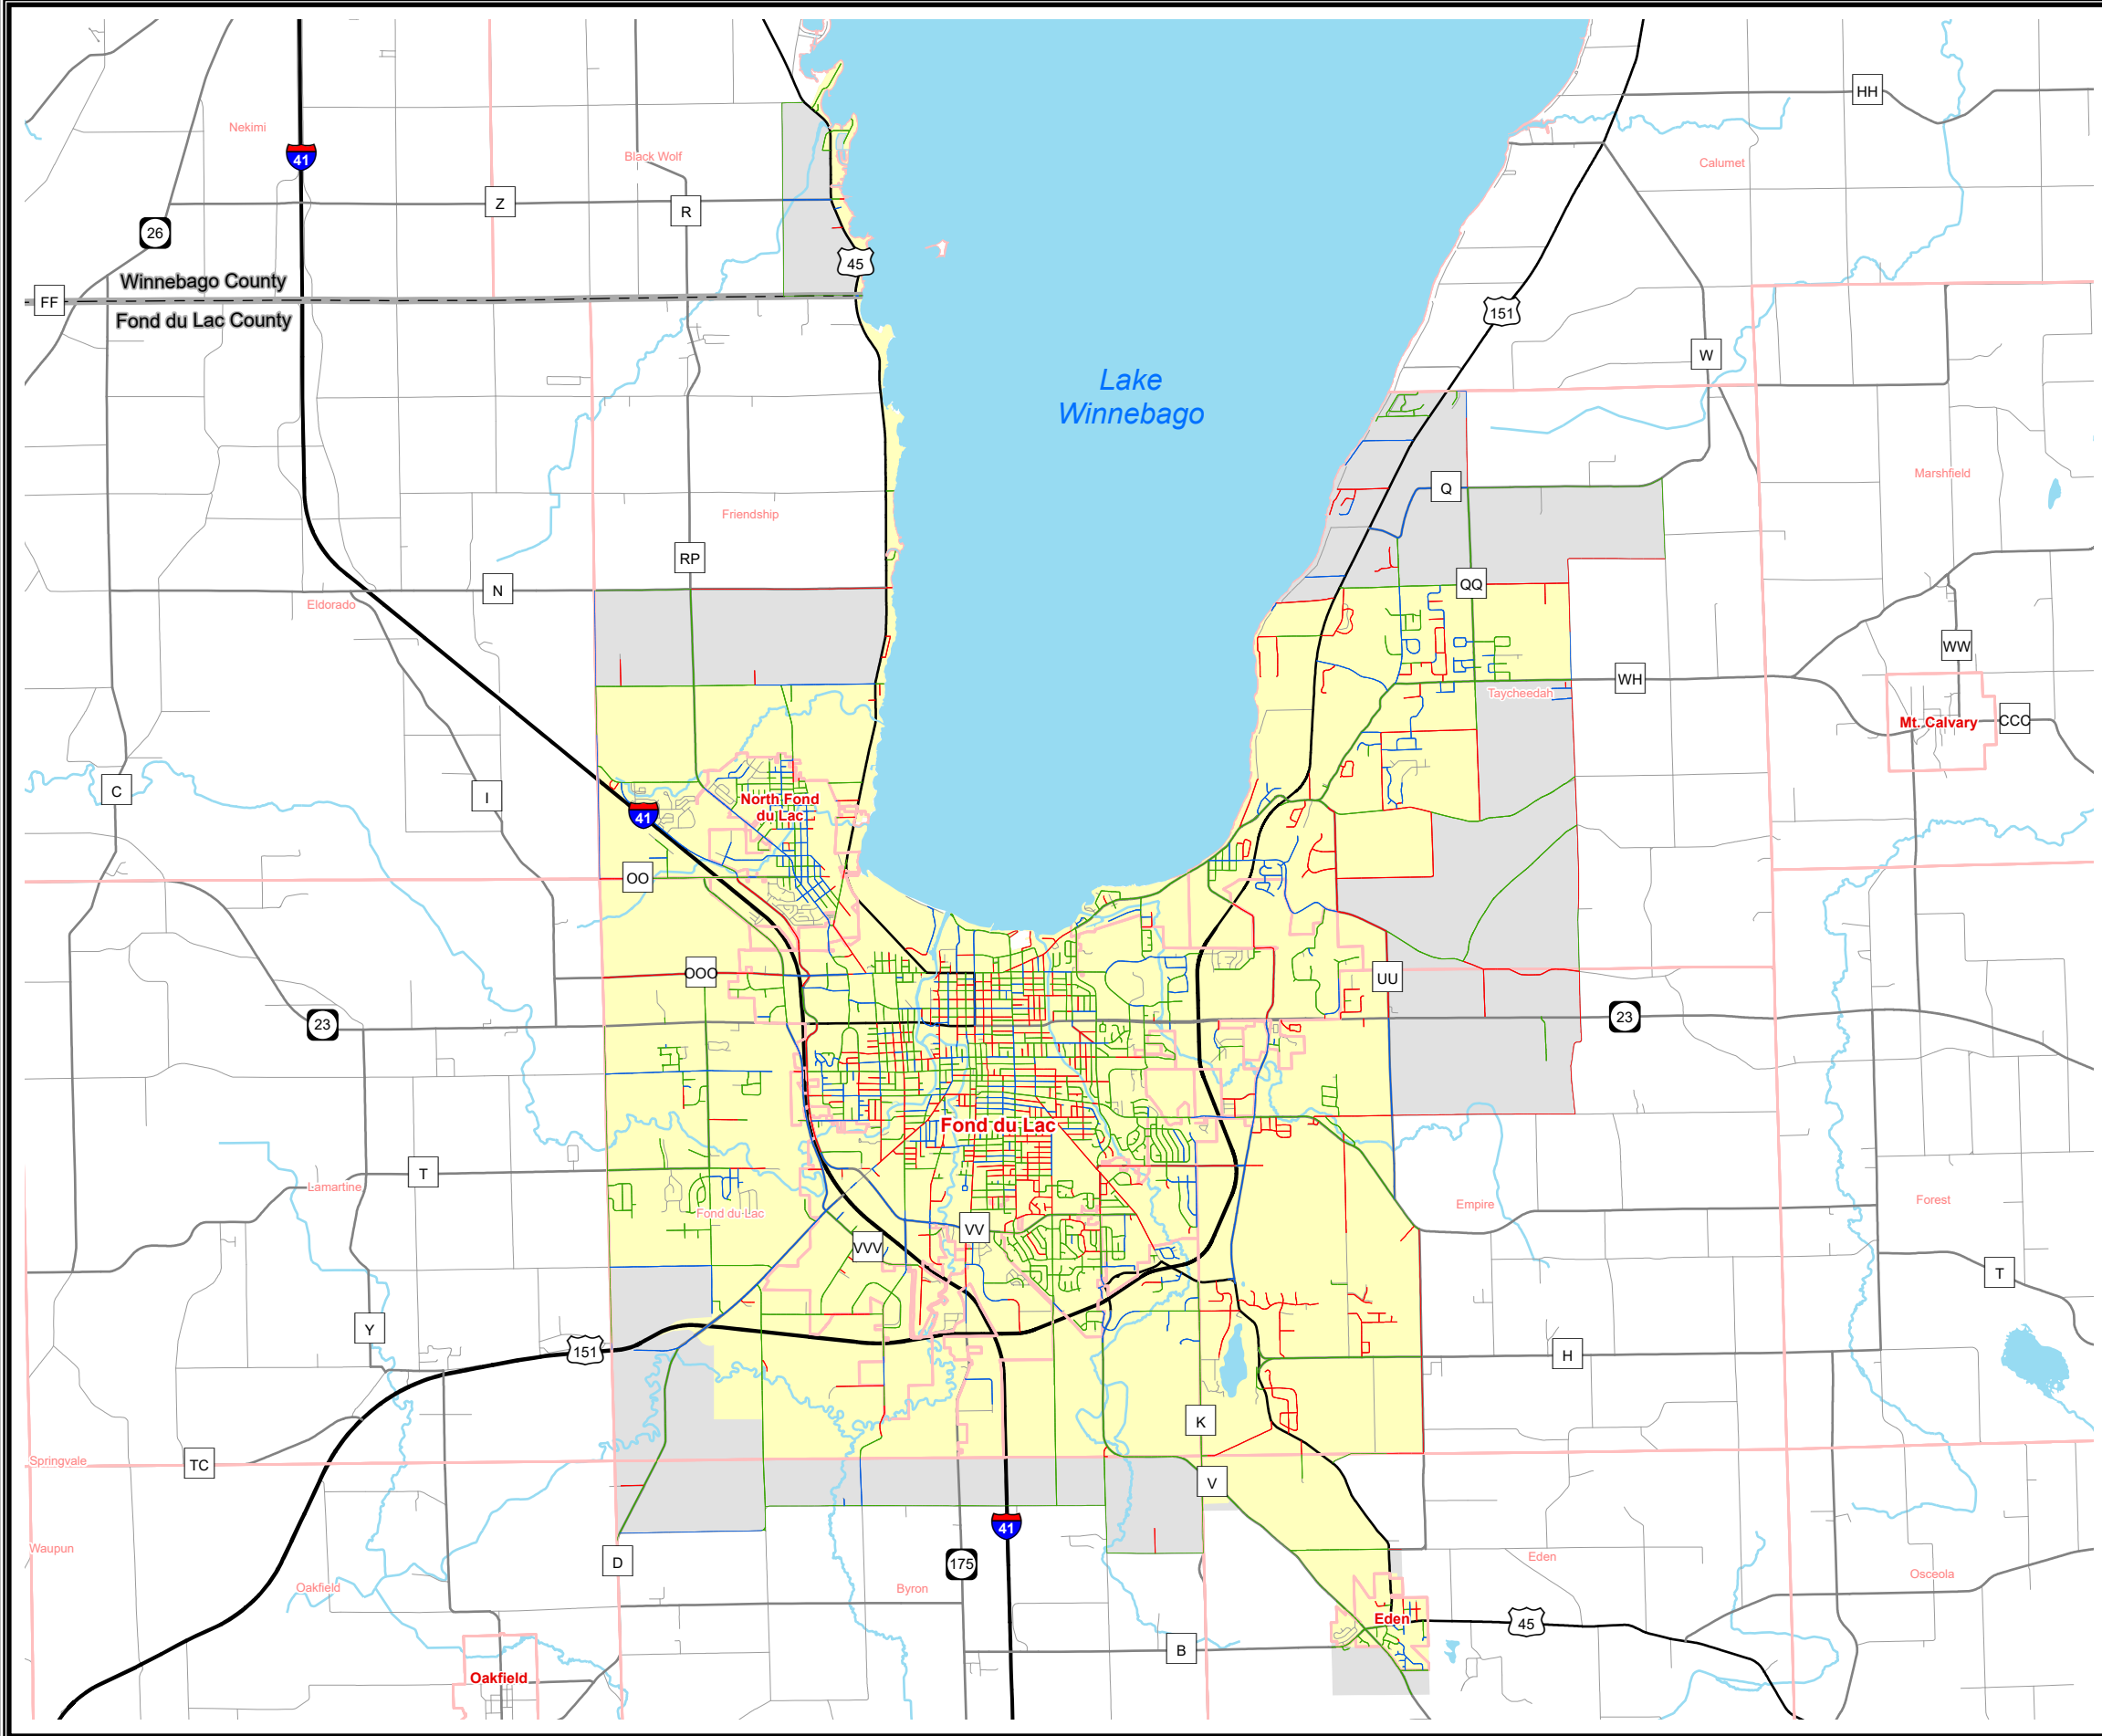 HH
Nekimi
41
Black Wolf
Calumet
Z
R
26
45
Winnebago County
FF
Fond du Lac County
151
W
Lake
Winnebago
Marshfield
Q
Friendship
RP
QQ
N
Eldorado
WW
WH
Taycheedah
Mt. Calvary
CCC
C
I
North Fond
du Lac
41
OO
OOO
UU
23
23
Fond du Lac
T
Lamartine
Fond du Lac
Empire
Forest
VV
VVV
T
Y
151
H
K
Springvale
TC
V
41
Waupun
D
175
Eden
Oakfield
Byron
Osceola
Eden
45
B
Oakfield